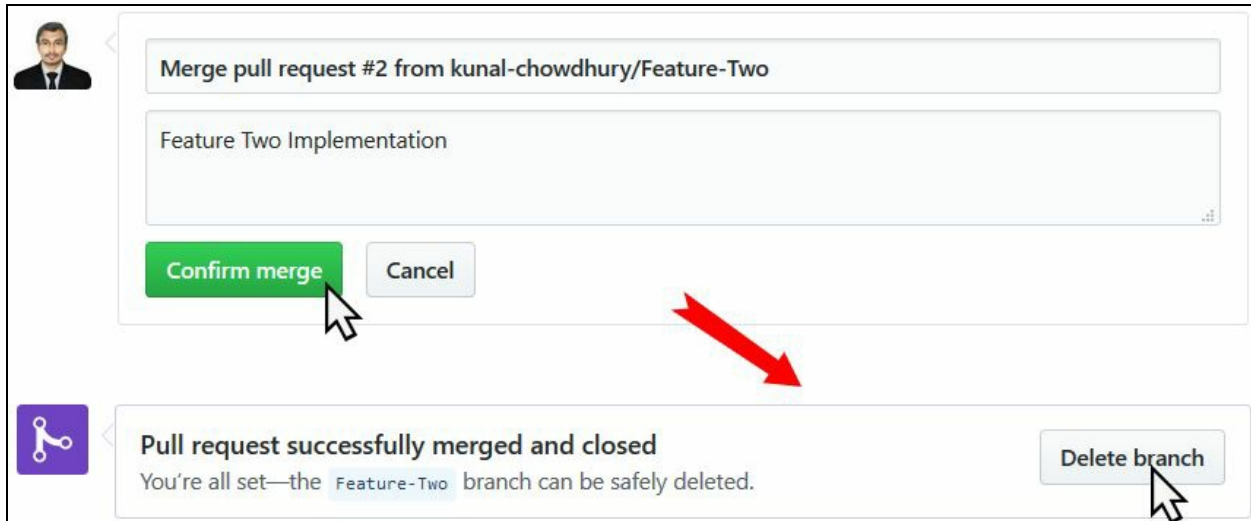 Merge pull request #2 from kunal-chowdhury/Feature-Two
Feature Two Implementation
Confirm merge
Cancel
Pull request successfully merged and closed
You're all set—the Feature-Two branch can be safely deleted.
Delete branch